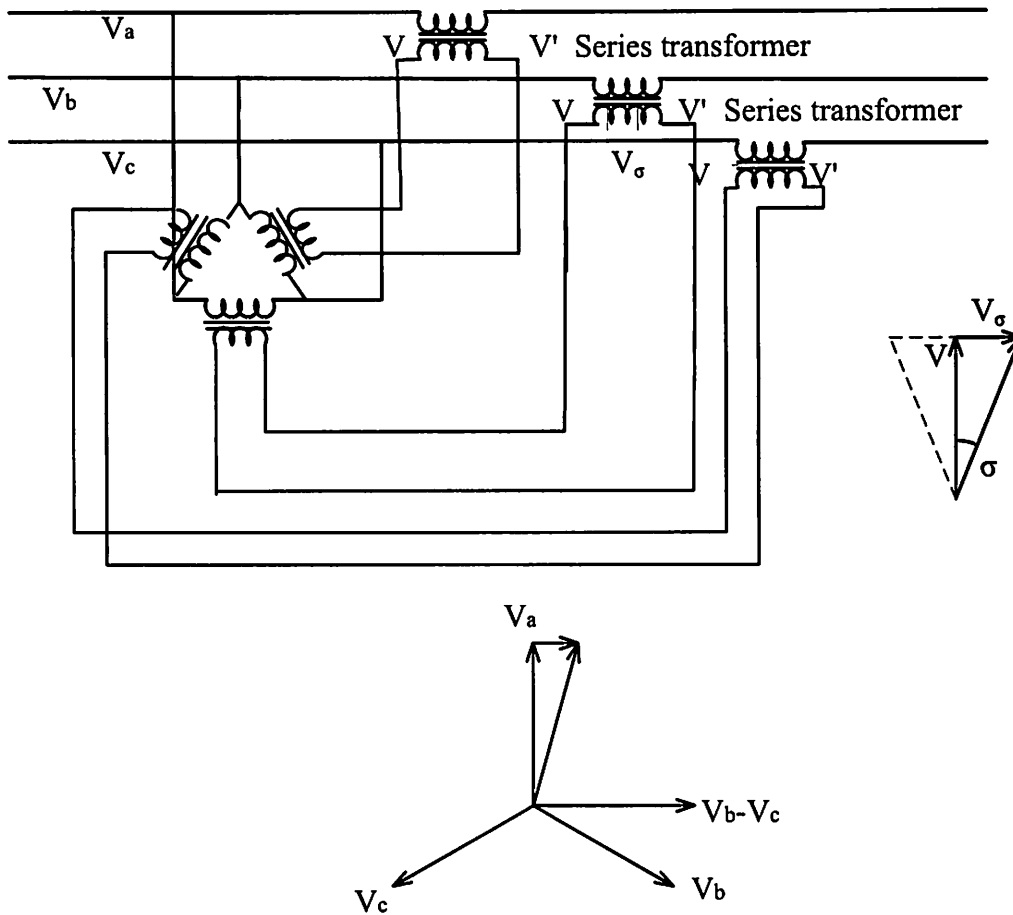 Va
V V' Series transformer
Vb
V V' Series transformer
Vc
Vσ
V V'
Vσ
V
σ
Va
Vb-Vc
Vc
Vb